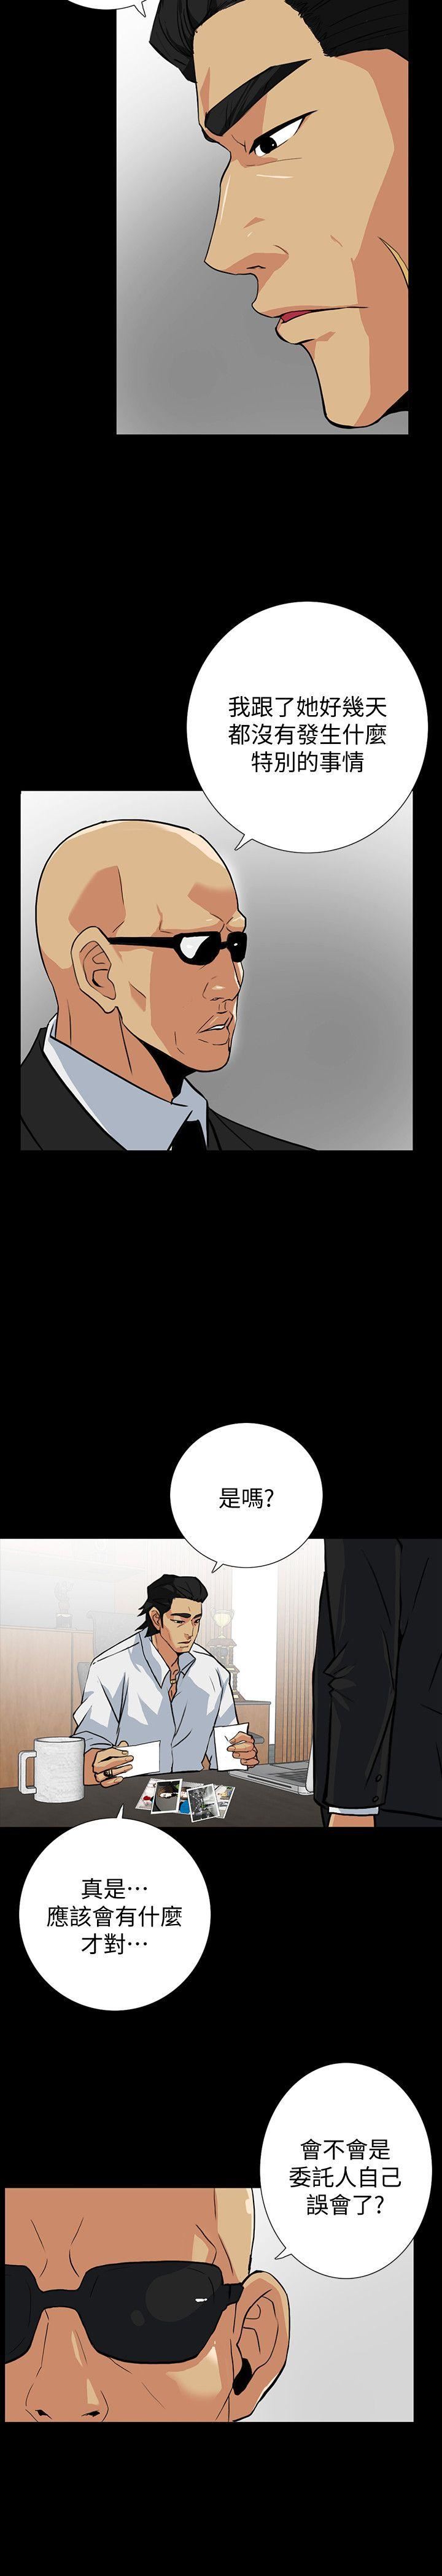 我跟了她好幾天
都沒有發生什麼
特別的事情
是嗎?
真是⋯
應該會有什麼
才對⋯
會不會是
委託人自己
誤會了?